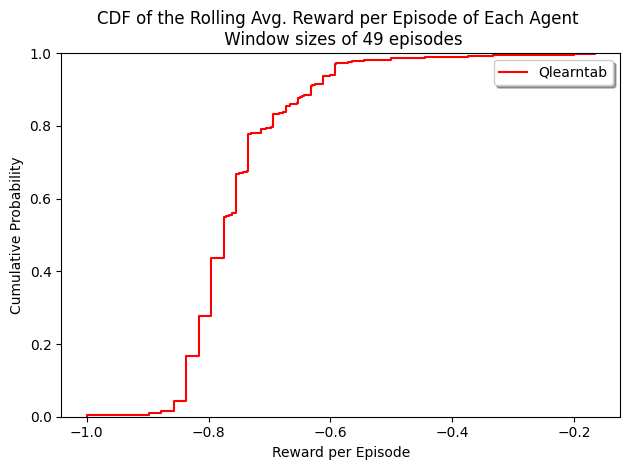 CDF of the Rolling Avg. Reward per Episode of Each Agent
Window sizes of 49 episodes
Qlearntab
Cumulative Probability
1.0
0.8
0.6
0.4
0.2
0.0
−1.0 −0.8 −0.6 −0.4 −0.2
Reward per Episode